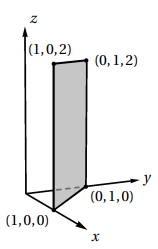 z
(1, 0, 2)
(0, 1, 2)
y
(0, 1, 0)
(1, 0, 0)
x